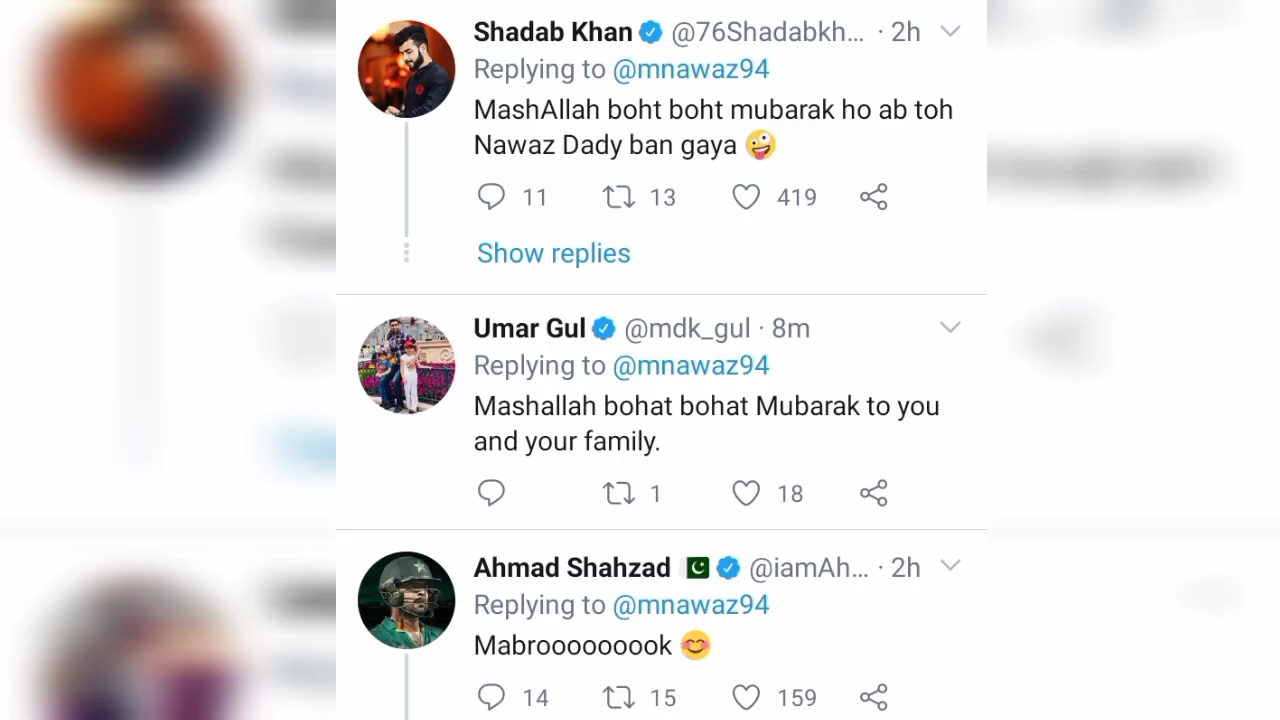 Shadab Khan @76Shadabkh... · 2h
Replying to @mnawaz94
MashAllah boht boht mubarak ho ab toh
Nawaz Dady ban gaya 🤪
11 13 419
Show replies
Umar Gul @mdk_gul · 8m
Replying to @mnawaz94
Mashallah bohat bohat Mubarak to you
and your family.
1 18
Ahmad Shahzad 🇵🇰 @iamAh... · 2h
Replying to @mnawaz94
Mabroooooooook 😊
14 15 159